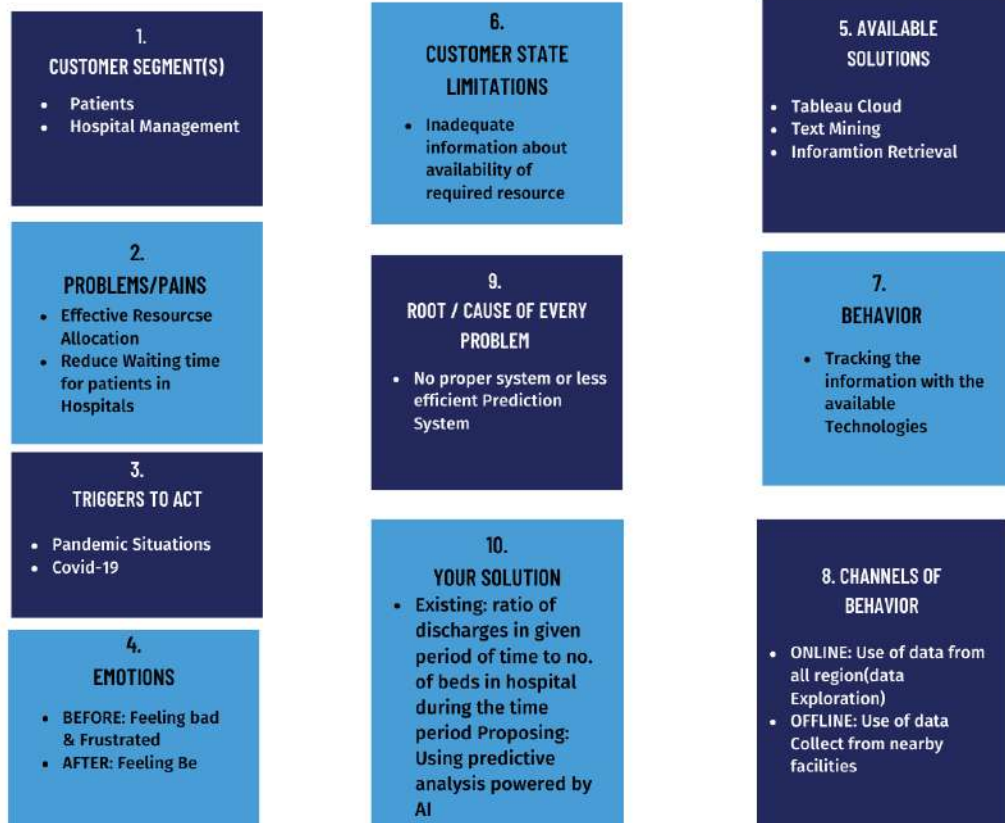 1.
CUSTOMER SEGMENT(S)
• Patients
• Hospital Management
2.
PROBLEMS/PAINS
• Effective Resourcse
Allocation
• Reduce Waiting time
for patients in
Hospitals
3.
TRIGGERS TO ACT
• Pandemic Situations
• Covid-19
4.
EMOTIONS
• BEFORE: Feeling bad
& Frustrated
• AFTER: Feeling Be
6.
CUSTOMER STATE
LIMITATIONS
• Inadequate
information about
availability of
required resource
9.
ROOT / CAUSE OF EVERY
PROBLEM
• No proper system or less
efficient Prediction
System
10.
YOUR SOLUTION
• Existing: ratio of
discharges in given
period of time to no.
of beds in hospital
during the time
period Proposing:
Using predictive
analysis powered by
AI
5. AVAILABLE
SOLUTIONS
• Tableau Cloud
• Text Mining
• Inforamtion Retrieval
7.
BEHAVIOR
• Tracking the
information with the
available
Technologies
8. CHANNELS OF
BEHAVIOR
• ONLINE: Use of data from
all region(data
Exploration)
• OFFLINE: Use of data
Collect from nearby
facilities